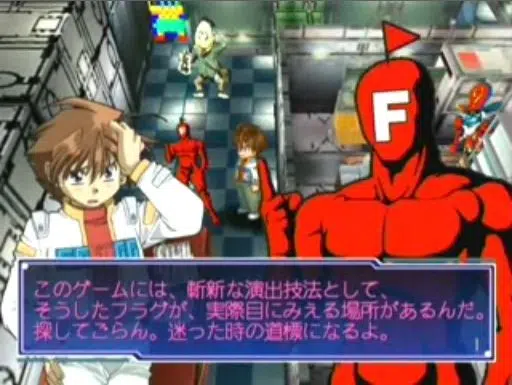 F
このゲームには、斬新な演出技法として、
そうしたフラグが、実際目にみえる場所があるんだ。
探してごらん。迷った時の道標になるよ。